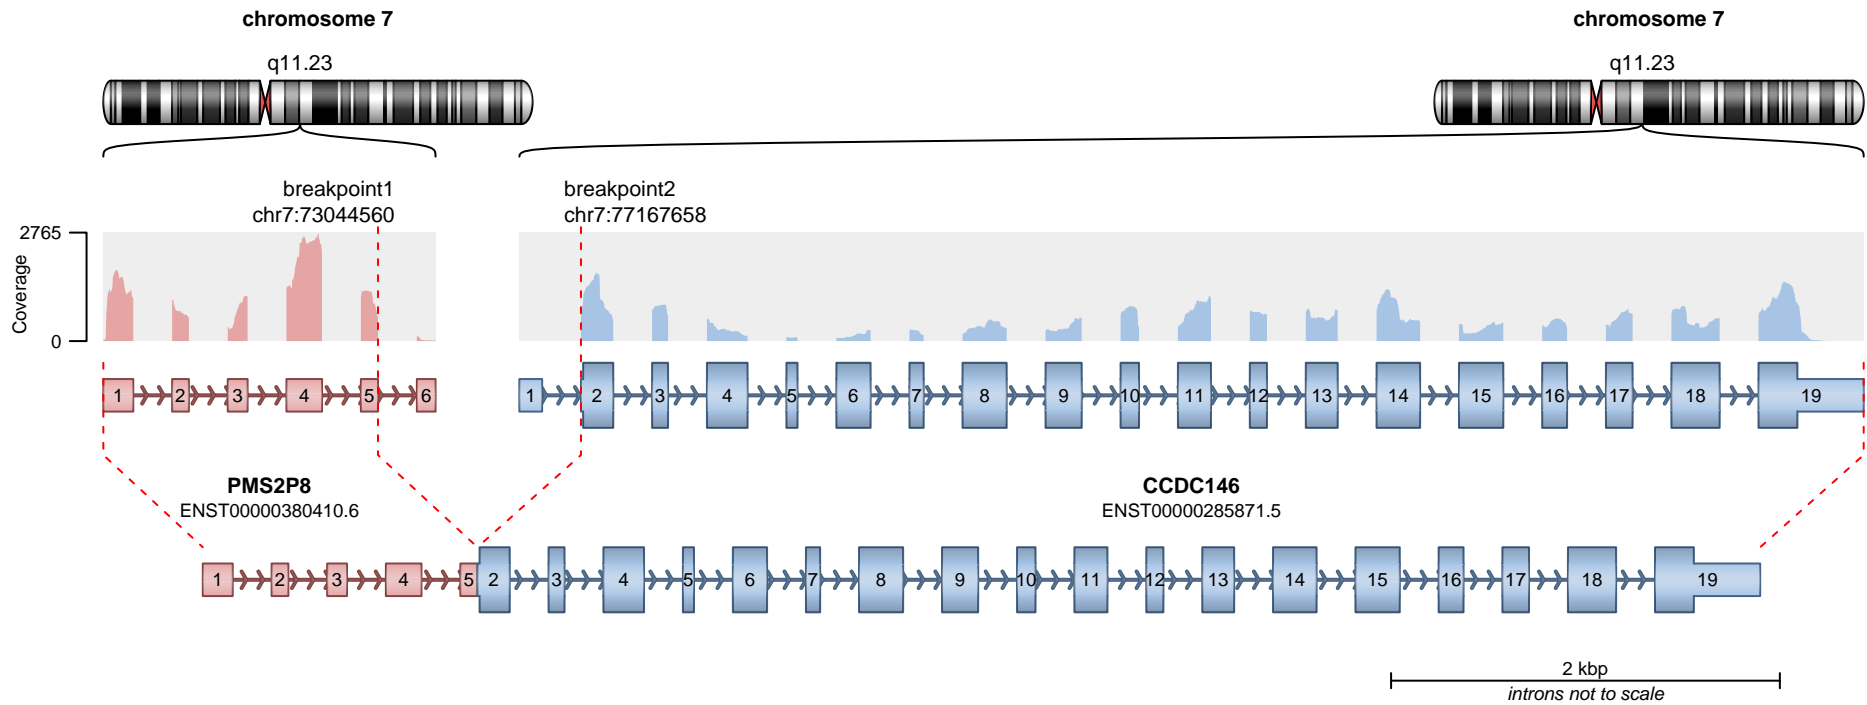 chromosome 7
chromosome 7
q11.23
q11.23
breakpoint1
chr7:73044560
breakpoint2
chr7:77167658
2765
Coverage
0
1 2 3 4 5 6
1 2 3 4 5 6 7 8 9 10 11 12 13 14 15 16 17 18 19
PMS2P8
ENST00000380410.6
CCDC146
ENST00000285871.5
1 2 3 4 5 2 3 4 5 6 7 8 9 10 11 12 13 14 15 16 17 18 19
2 kbp
introns not to scale